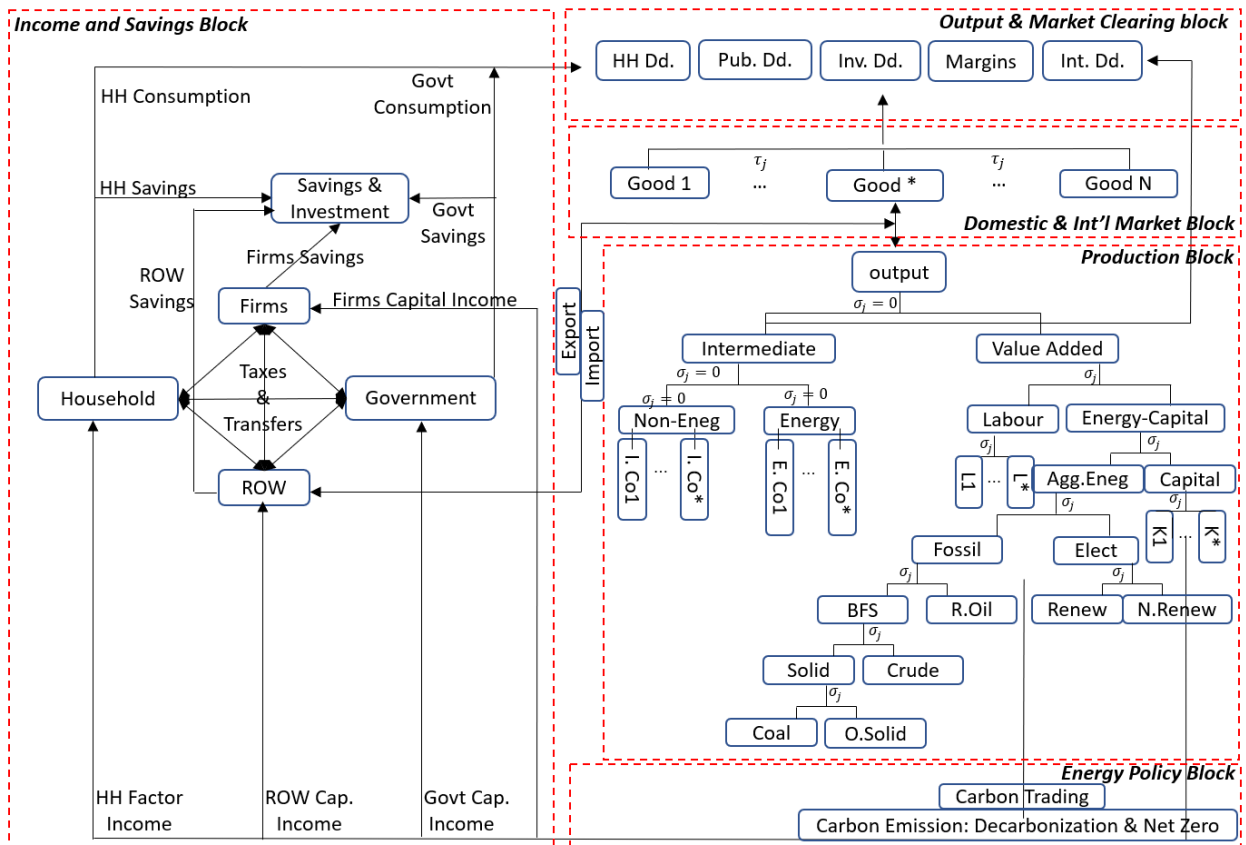 Income and Savings Block
Output & Market Clearing block
HH Dd.
Pub. Dd.
Inv. Dd.
Margins
Int. Dd.
HH Consumption
Govt
Consumption
τj
τj
Good 1
...
Good *
...
Good N
Domestic & Int'l Market Block
HH Savings
Savings &
Investment
Govt
Savings
Firms Savings
ROW
Savings
Firms
Firms Capital Income
Taxes
&
Transfers
Household
Government
ROW
Export
Import
Production Block
output
σj = 0
Intermediate
Value Added
σj = 0
σj
σj = 0
σj = 0
Non-Eneg
Energy
Labour
Energy-Capital
I. Co1
...
I. Co*
E. Co1
...
E. Co*
σj
σj
L1
...
L*
Agg.Eneg
Capital
σj
σj
K1
...
K*
Fossil
Elect
σj
σj
BFS
R.Oil
Renew
N.Renew
σj
Solid
Crude
σj
Coal
O.Solid
Energy Policy Block
Carbon Trading
Carbon Emission: Decarbonization & Net Zero
HH Factor
Income
ROW Cap.
Income
Govt Cap.
Income